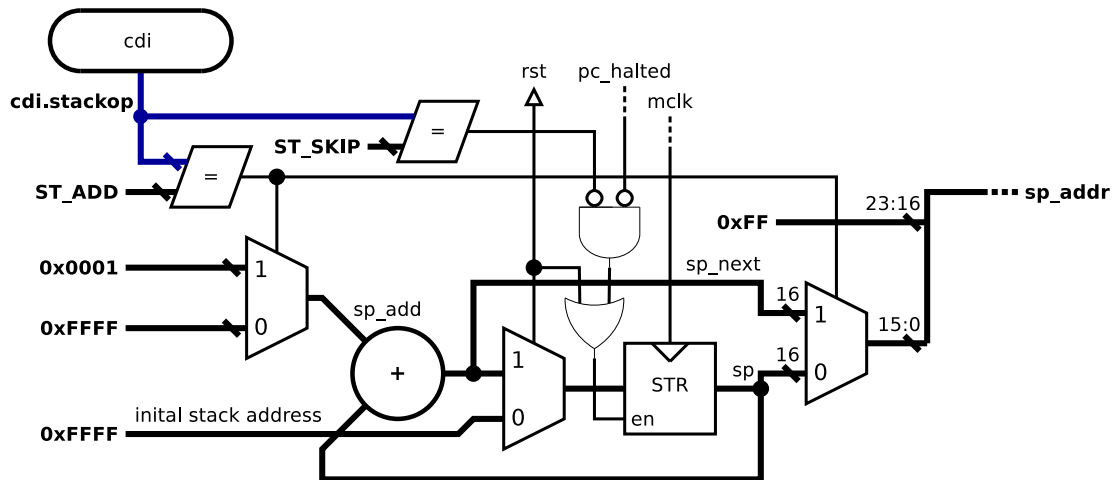 cdi
rst
pc_halted
mclk
cdi.stackop
=
ST_SKIP
=
ST_ADD
23:16
sp_addr
0xFF
0x0001
1
sp_next
16
1
15:0
0xFFFF
0
sp_add
+
1
STR
sp
16
0
inital stack address
0
en
0xFFFF